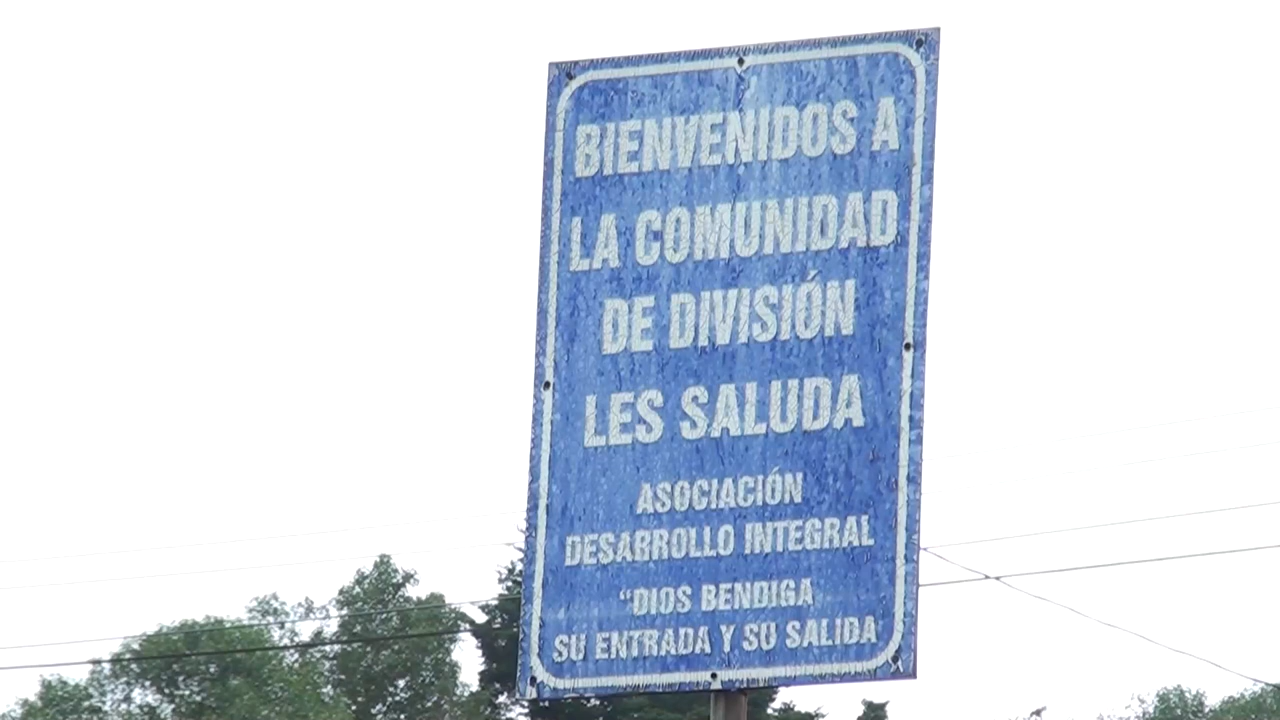 BIENVENIDOS A
LA COMUNIDAD
DE DIVISIÓN
LES SALUDA
ASOCIACIÓN
DESARROLLO INTEGRAL
“DIOS BENDIGA
SU ENTRADA Y SU SALIDA